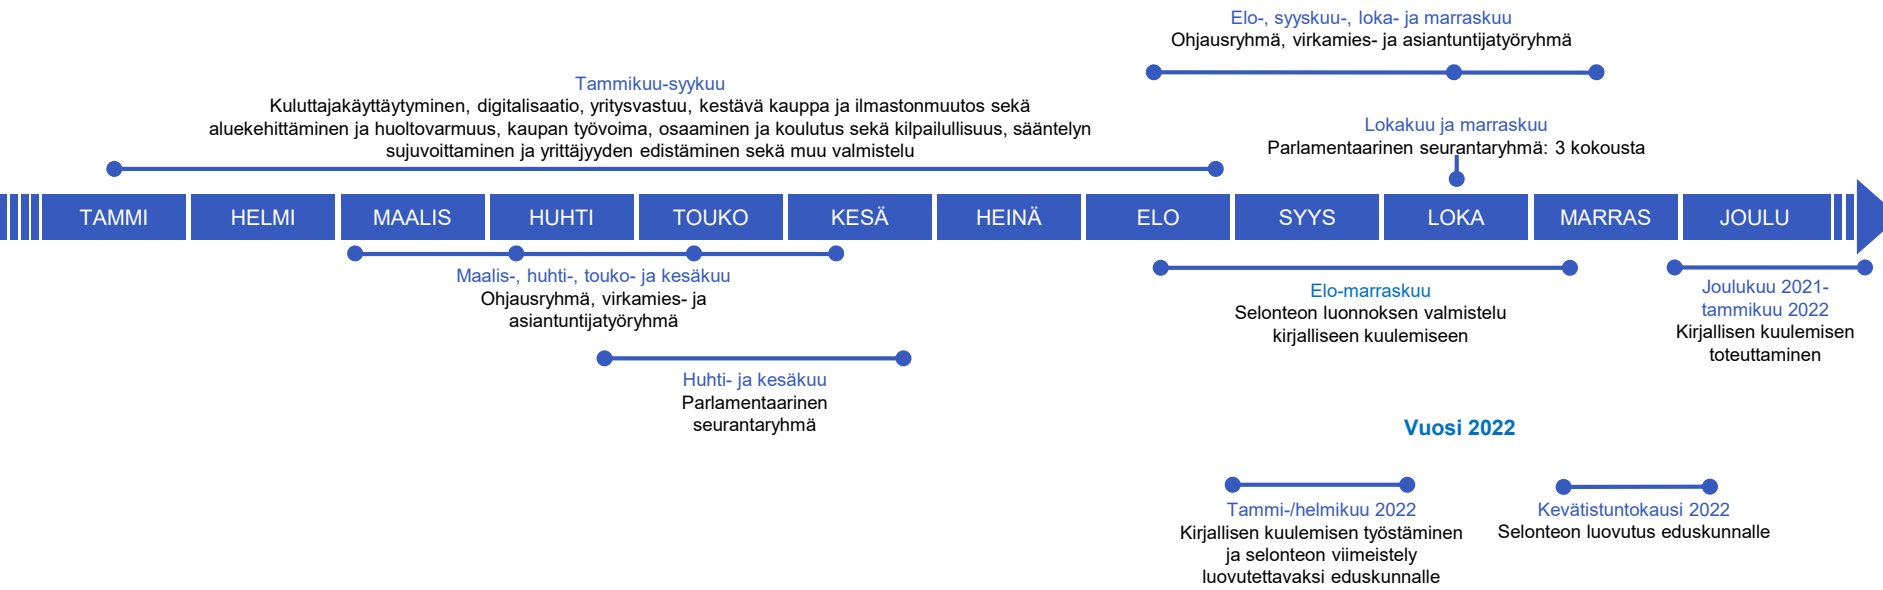 Elo-, syyskuu-, loka- ja marraskuu
Ohjausryhmä, virkamies- ja asiantuntijatyöryhmä
Tammikuu-syykuu
Kuluttajakäyttäytyminen, digitalisaatio, yritysvastuu, kestävä kauppa ja ilmastonmuutos sekä
aluekehittäminen ja huoltovarmuus, kaupan työvoima, osaaminen ja koulutus sekä kilpailullisuus, sääntelyn
sujuvoittaminen ja yrittäjyyden edistäminen sekä muu valmistelu
Lokakuu ja marraskuu
Parlamentaarinen seurantaryhmä: 3 kokousta
TAMMI
HELMI
MAALIS
HUHTI
TOUKO
KESÄ
HEINÄ
ELO
SYYS
LOKA
MARRAS
JOULU
Maalis-, huhti-, touko- ja kesäkuu
Ohjausryhmä, virkamies- ja
asiantuntijatyöryhmä
Huhti- ja kesäkuu
Parlamentaarinen
seurantaryhmä
Elo-marraskuu
Selonteon luonnoksen valmistelu
kirjalliseen kuulemiseen
Joulukuu 2021-
tammikuu 2022
Kirjallisen kuulemisen
toteuttaminen
Vuosi 2022
Tammi-/helmikuu 2022
Kirjallisen kuulemisen työstäminen
ja selonteon viimeistely
luovutettavaksi eduskunnalle
Kevätistuntokausi 2022
Selonteon luovutus eduskunnalle